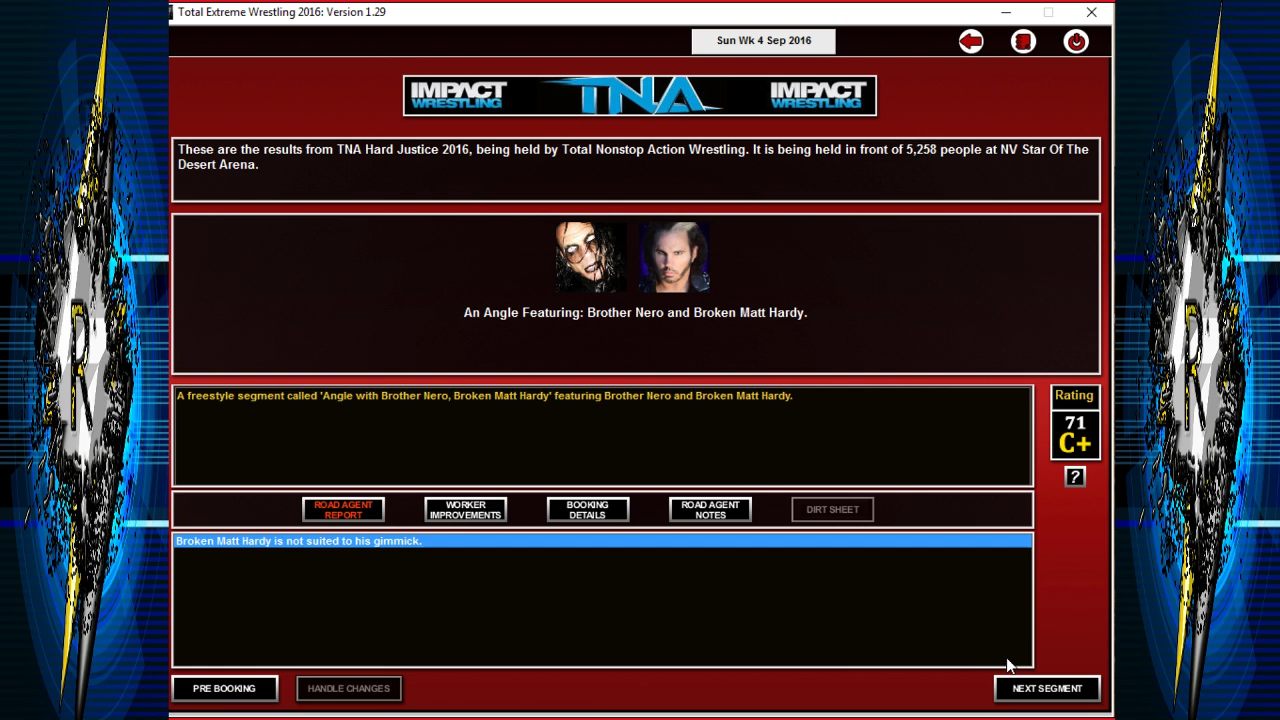 Total Extreme Wrestling 2016: Version 1.29
Sun Wk 4 Sep 2016
IMPACT WRESTLING TNA IMPACT WRESTLING
These are the results from TNA Hard Justice 2016, being held by Total Nonstop Action Wrestling. It is being held in front of 5,258 people at NV Star Of The
Desert Arena.
An Angle Featuring: Brother Nero and Broken Matt Hardy.
A freestyle segment called 'Angle with Brother Nero, Broken Matt Hardy' featuring Brother Nero and Broken Matt Hardy.
Rating
71
C+
?
ROAD AGENT REPORT
WORKER IMPROVEMENTS
BOOKING DETAILS
ROAD AGENT NOTES
DIRT SHEET
Broken Matt Hardy is not suited to his gimmick.
PRE BOOKING
HANDLE CHANGES
NEXT SEGMENT
R
R